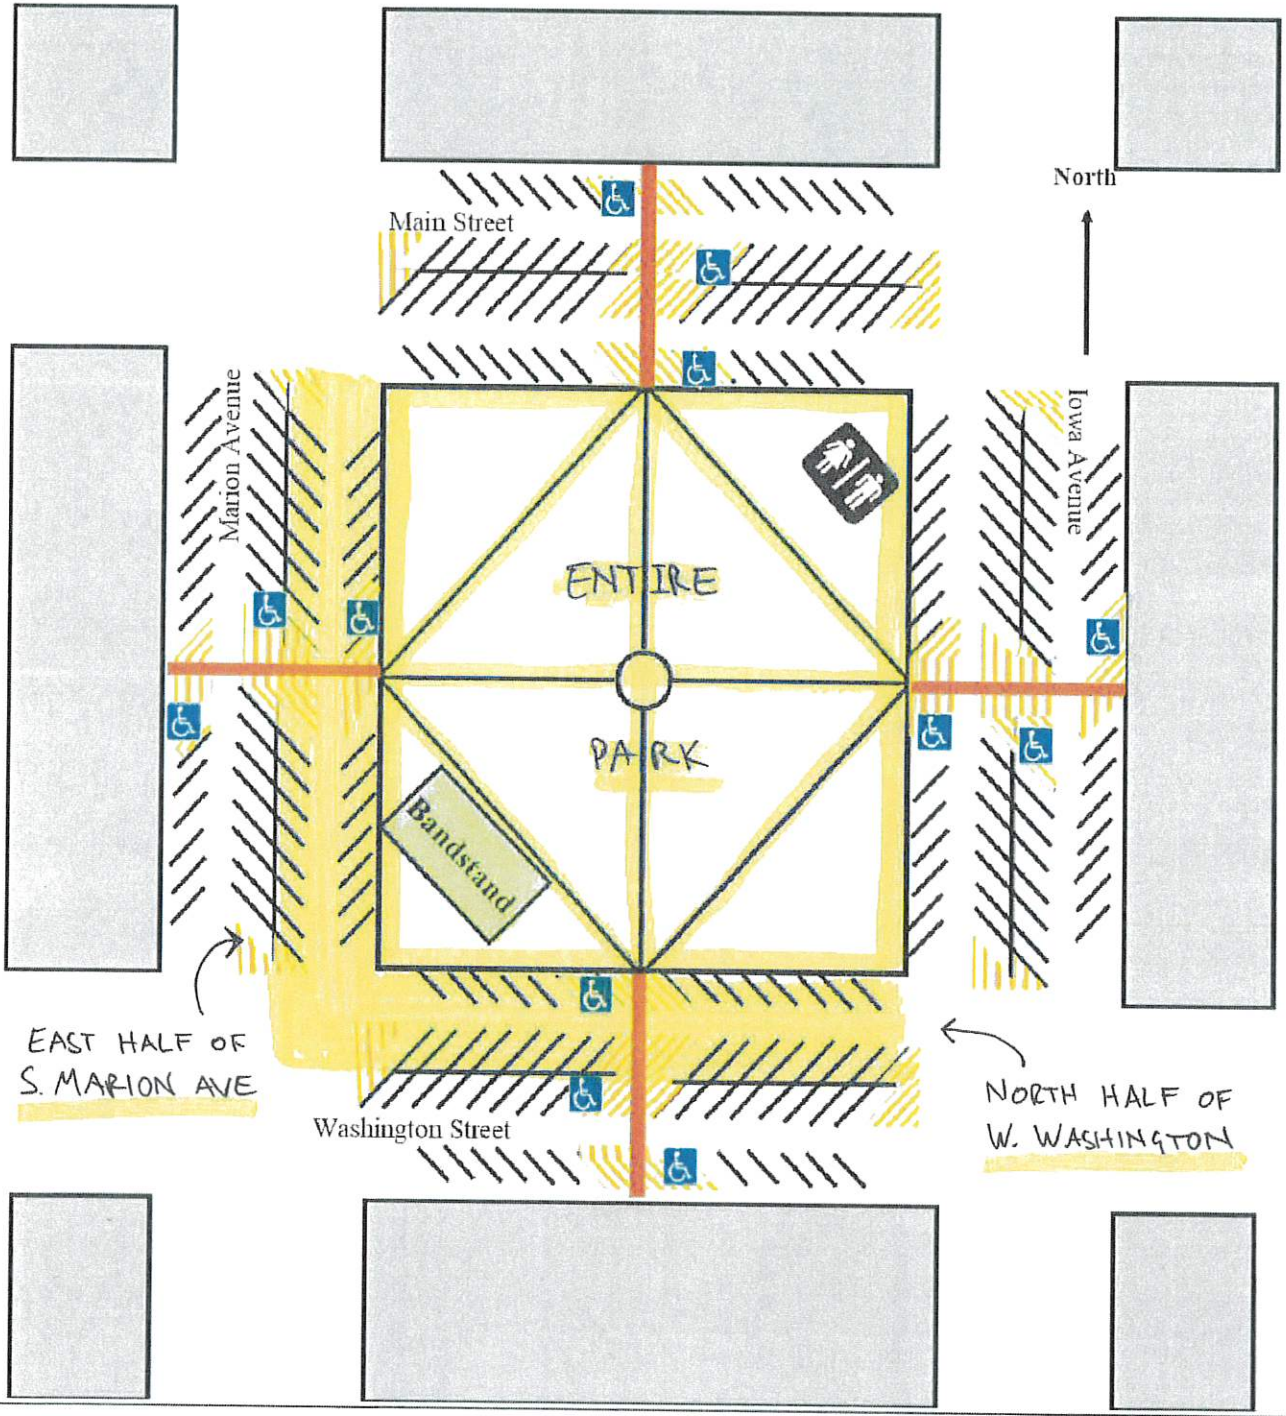 North
Main Street
Marion Avenue
Iowa Avenue
ENTIRE
PARK
Bandstand
EAST HALF OF
S. MARION AVE
NORTH HALF OF
W. WASHINGTON
Washington Street